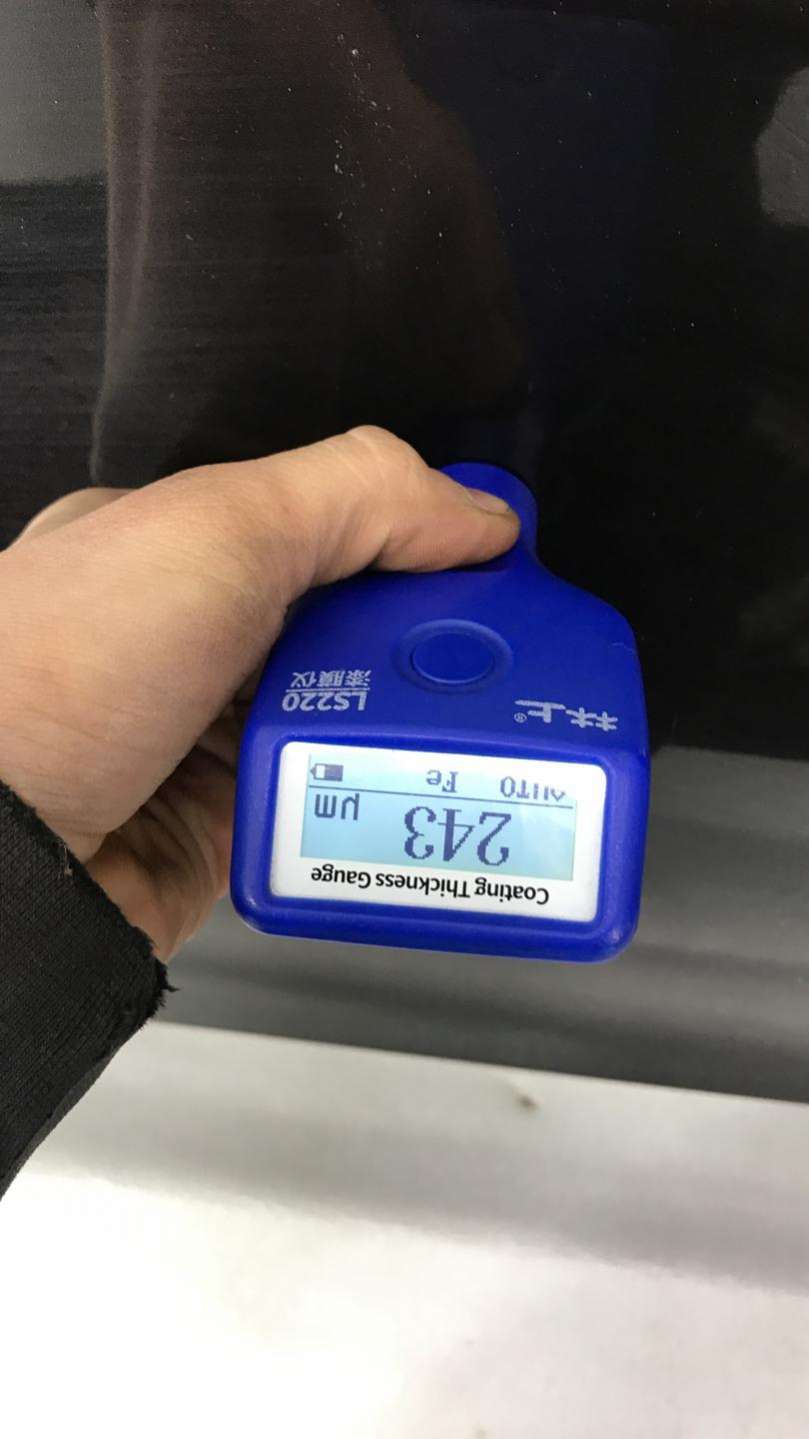 Coating Thickness Gauge
243 μm
AUTO Fe
林上®
LS220
漆膜仪